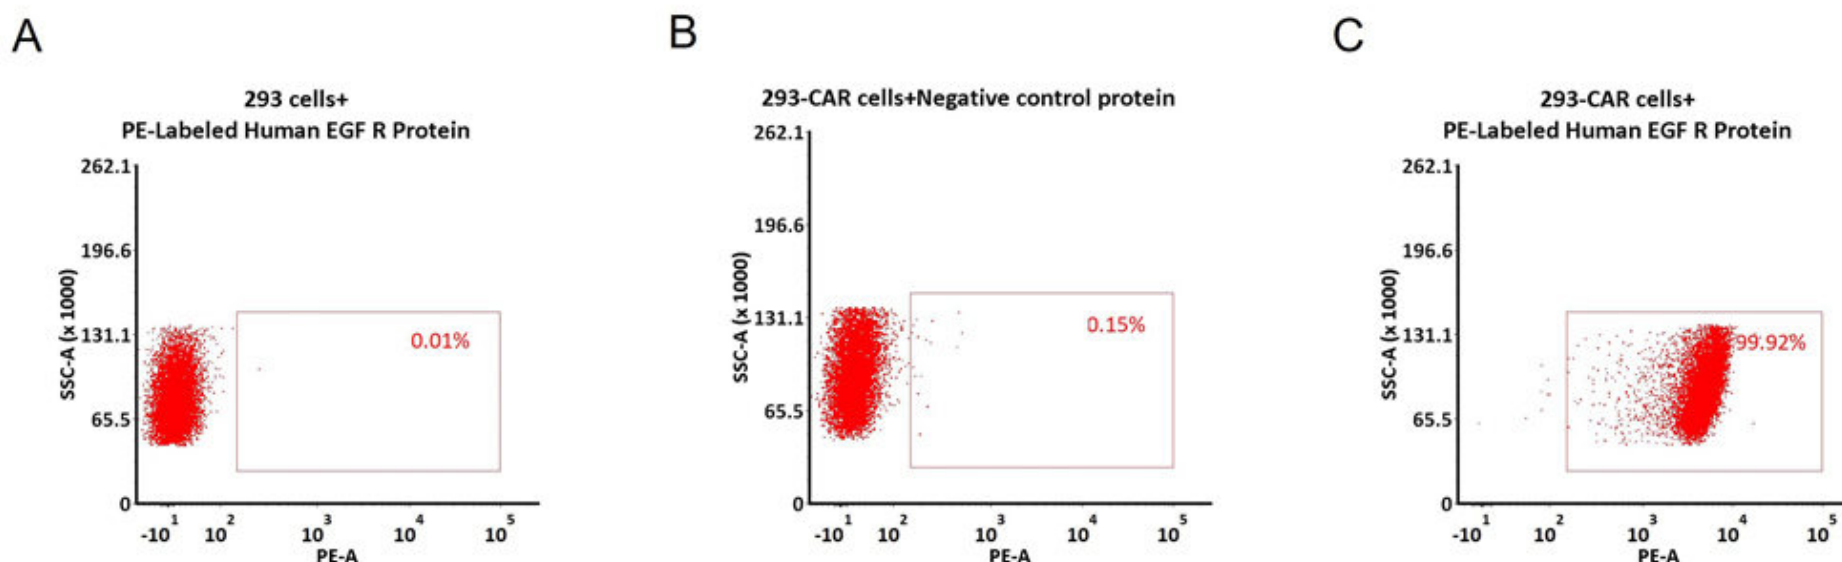 A
293 cells+
PE-Labeled Human EGF R Protein
262.1
196.6
131.1
65.5
0
SSC-A (x 1000)
0.01%
-10 1
10 2
10 3
10 4
10 5
PE-A
B
293-CAR cells+Negative control protein
262.1
196.6
131.1
65.5
0
SSC-A (x 1000)
0.15%
-10 1
10 2
10 3
10 4
10 5
PE-A
C
293-CAR cells+
PE-Labeled Human EGF R Protein
262.1
196.6
131.1
65.5
0
SSC-A (x 1000)
99.92%
-10 1
10 2
10 3
10 4
10 5
PE-A